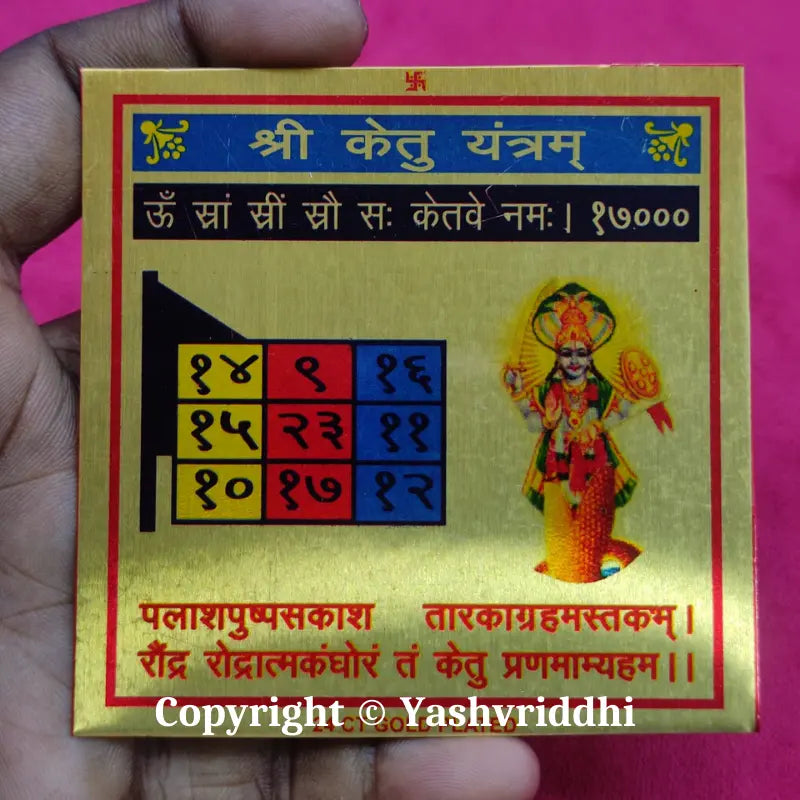 श्री केतु यंत्रम्
ॐ स्रां स्रीं स्रौ सः केतवे नमः। १७०००
१४ ९ १६
१५ २३ ११
१० १७ १२
पलाशपुष्पसकाश तारकाग्रहमस्तकम्।
रौंद्र रोद्रात्मकंघोरं तं केतु प्रणमाम्यहम।।
Copyright © Yashvriddhi
24 CT GOLD PLATED